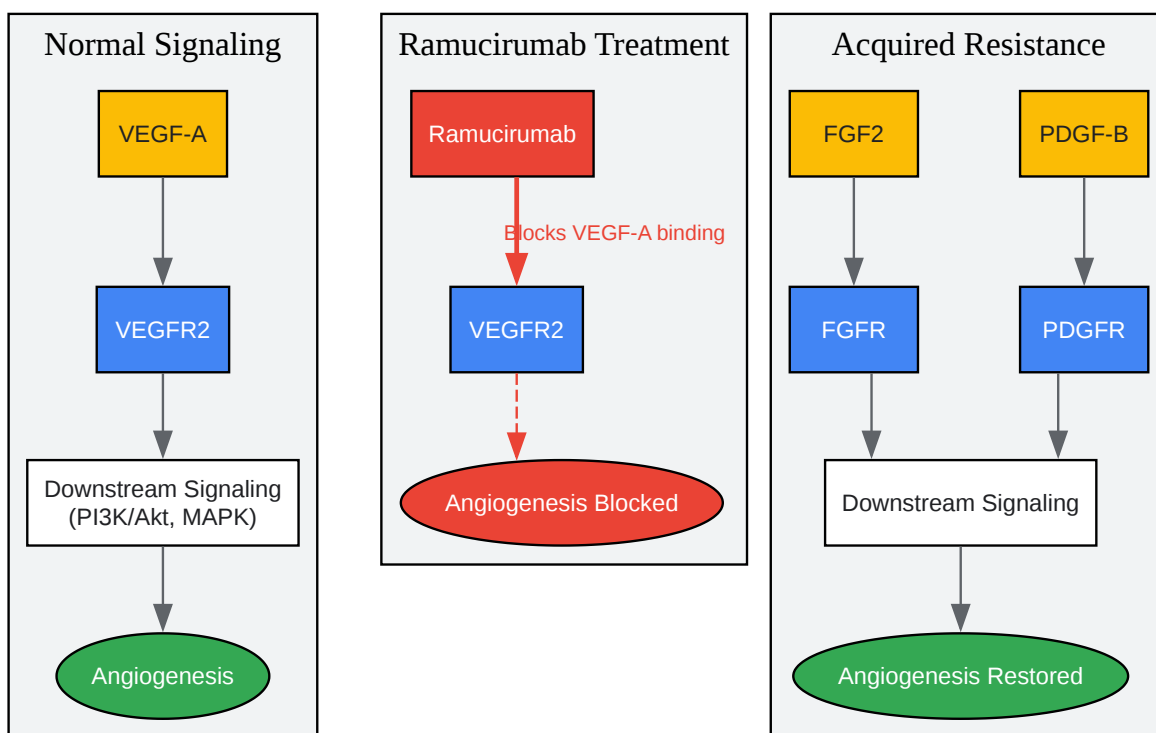 Normal Signaling
VEGF-A
VEGFR2
Downstream Signaling
(PI3K/Akt, MAPK)
Angiogenesis
Ramucirumab Treatment
Ramucirumab
Blocks VEGF-A binding
VEGFR2
Angiogenesis Blocked
Acquired Resistance
FGF2
PDGF-B
FGFR
PDGFR
Downstream Signaling
Angiogenesis Restored